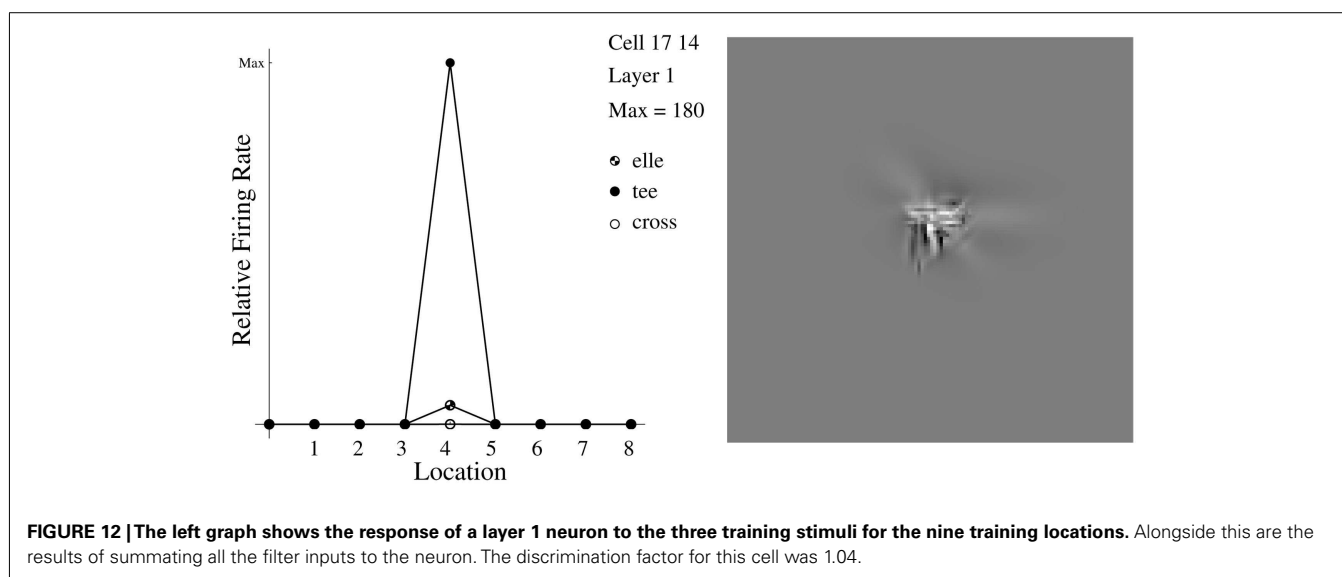 Max
Relative Firing Rate
1 2 3 4 5 6 7 8
Location
Cell 17 14
Layer 1
Max = 180
elle
tee
cross
FIGURE 12 | The left graph shows the response of a layer 1 neuron to the three training stimuli for the nine training locations. Alongside this are the
results of summating all the filter inputs to the neuron. The discrimination factor for this cell was 1.04.